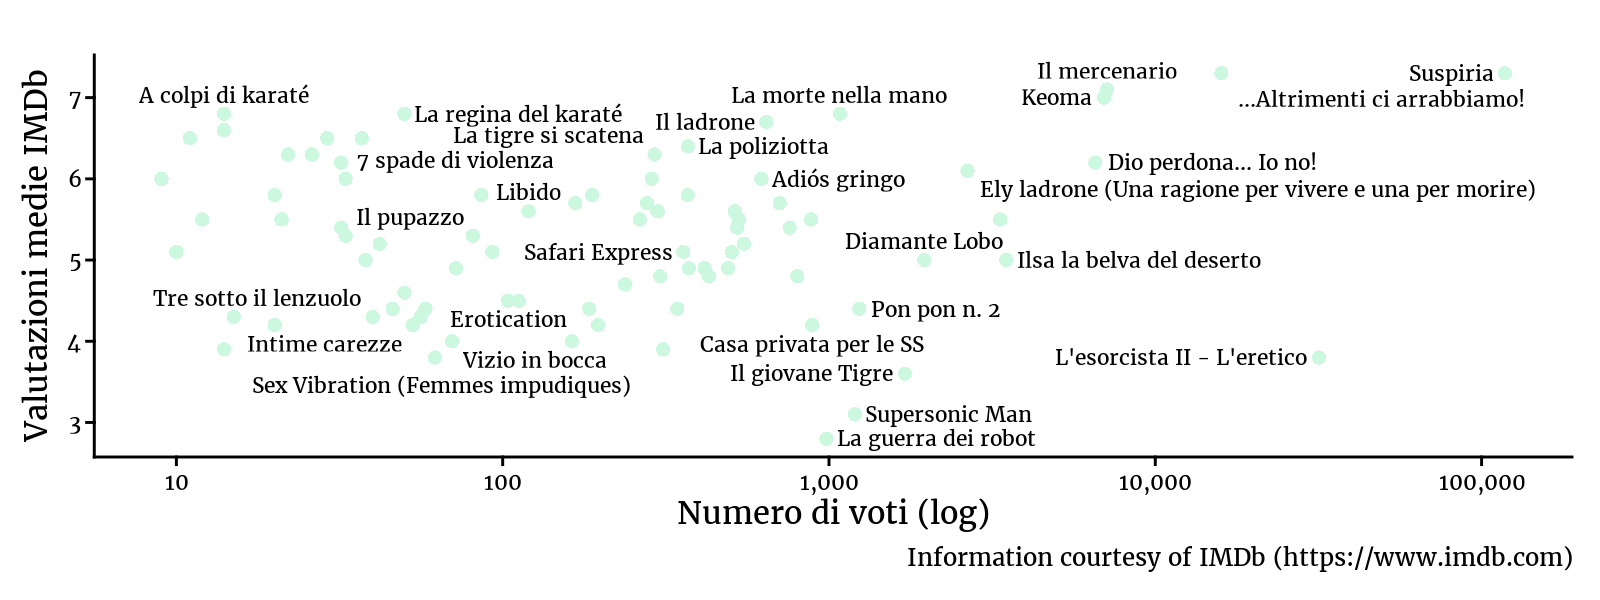 Valutazioni medie IMDb
7
6
5
4
3
A colpi di karaté
La regina del karaté
La tigre si scatena
7 spade di violenza
Libido
Il pupazzo
Safari Express
Tre sotto il lenzuolo
Erotication
Intime carezze
Vizio in bocca
Sex Vibration (Femmes impudiques)
La morte nella mano
Il ladrone
La poliziotta
Adiós gringo
Il mercenario
Keoma
Suspiria
...Altrimenti ci arrabbiamo!
Dio perdona... Io no!
Ely ladrone (Una ragione per vivere e una per morire)
Diamante Lobo
Ilsa la belva del deserto
Pon pon n. 2
Casa privata per le SS
Il giovane Tigre
L'esorcista II - L'eretico
Supersonic Man
La guerra dei robot
10
100
1,000
10,000
100,000
Numero di voti (log)
Information courtesy of IMDb (https://www.imdb.com)